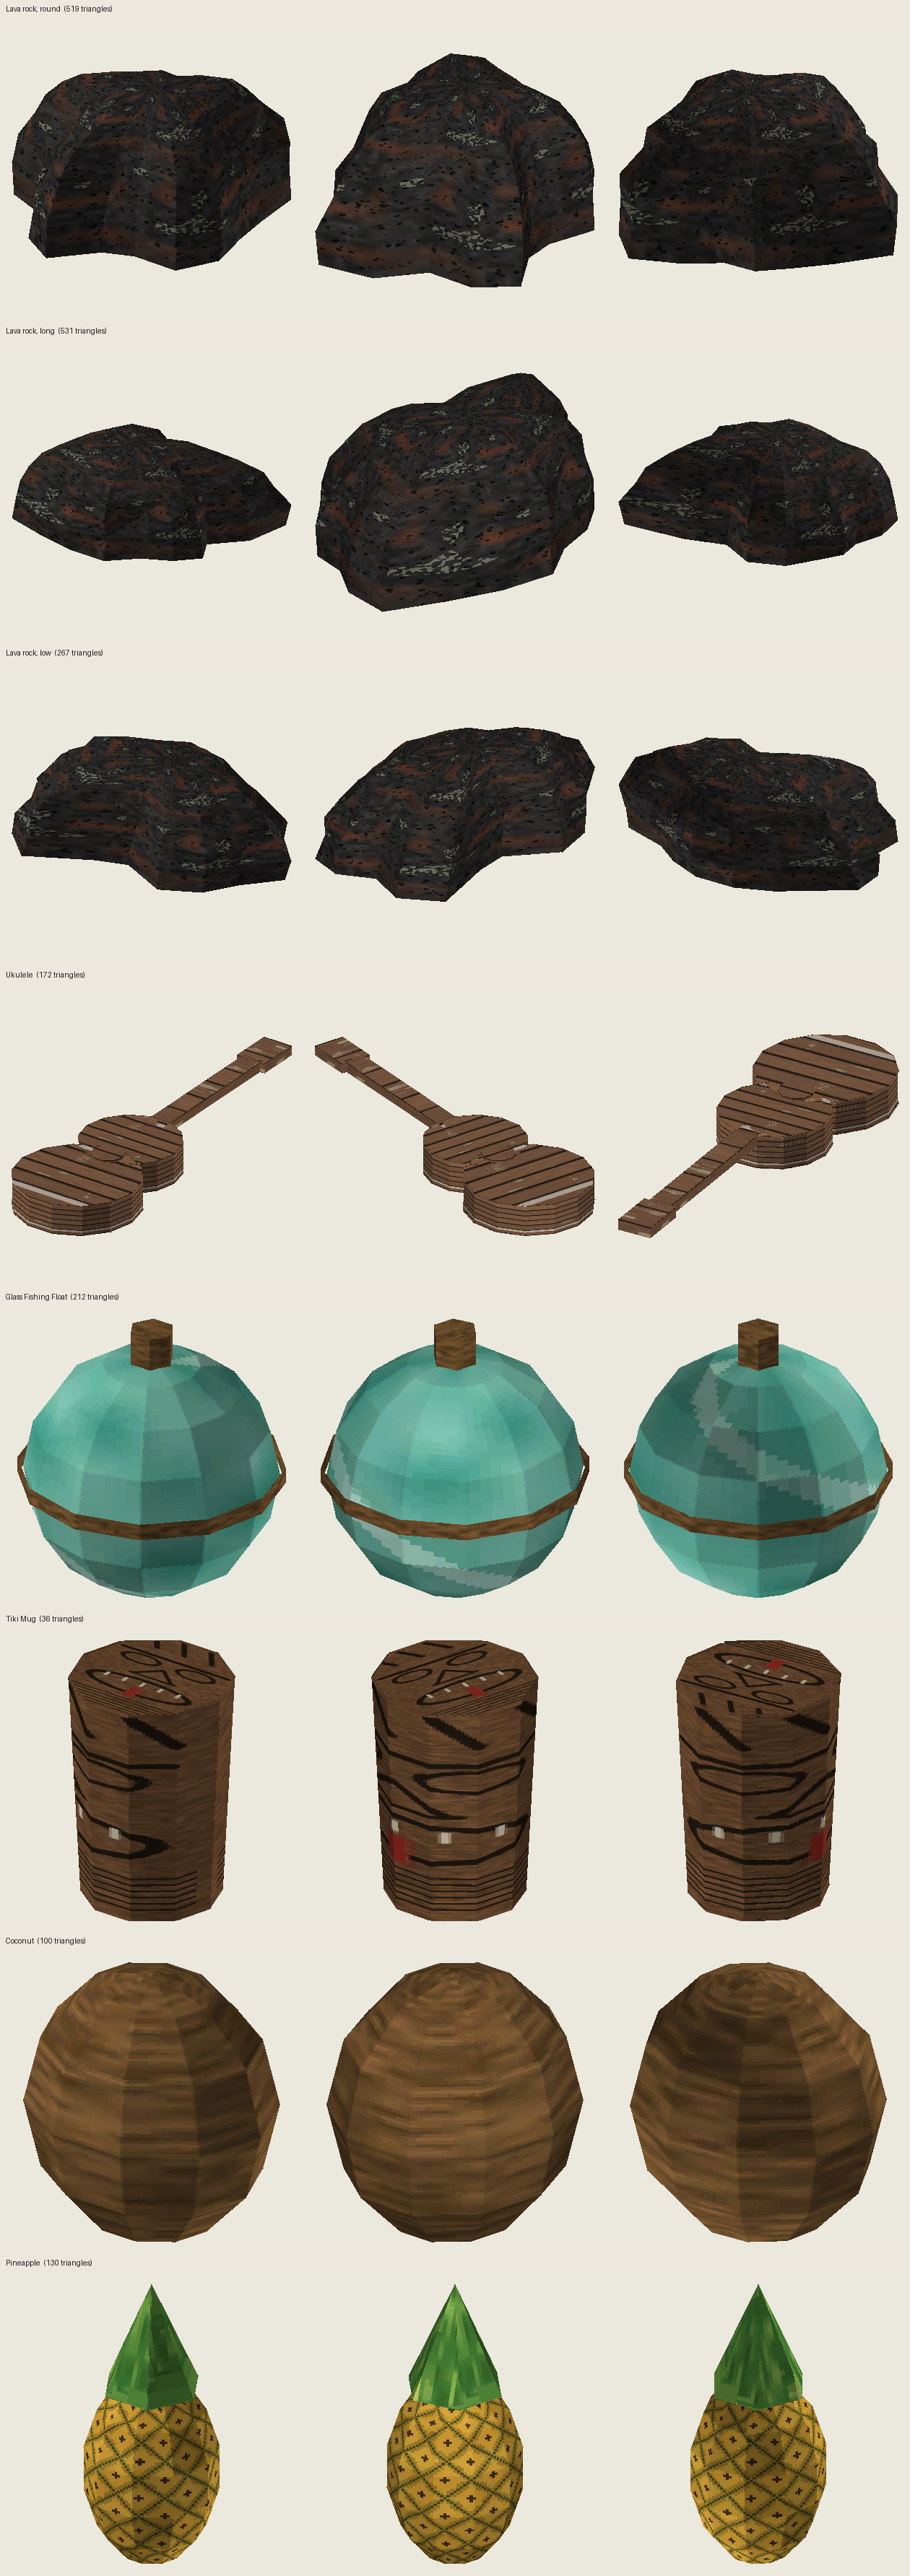 Lava rock, round (519 triangles)
Lava rock, long (531 triangles)
Lava rock, low (267 triangles)
Ukulele (172 triangles)
Glass Fishing Float (212 triangles)
Tiki Mug (36 triangles)
Coconut (100 triangles)
Pineapple (130 triangles)